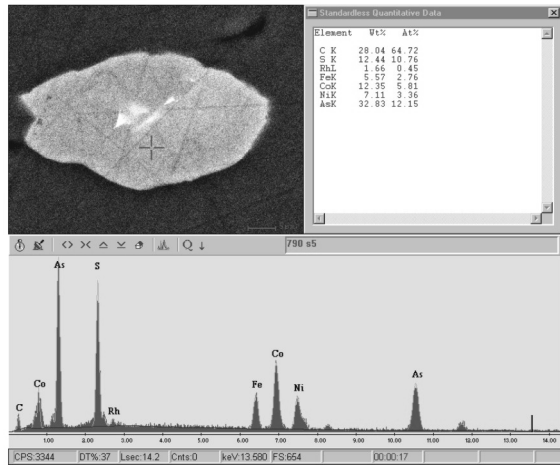 Standardless Quantitative Data
Element Wt% At%
C K 28.04 64.72
S K 12.44 10.76
RhL 1.66 0.45
FeK 5.57 2.76
CoK 12.35 5.81
NiK 7.11 3.36
AsK 32.83 12.15
Q
790 s5
As
S
Co
Fe
Co
Ni
As
C
Rh
1.00 2.00 3.00 4.00 5.00 6.00 7.00 8.00 9.00 10.00 11.00 12.00 13.00 14.00
CPS:3344 DT%:37 Lsec:14.2 Cnts:0 keV:13.580 FS:654 00:00:17